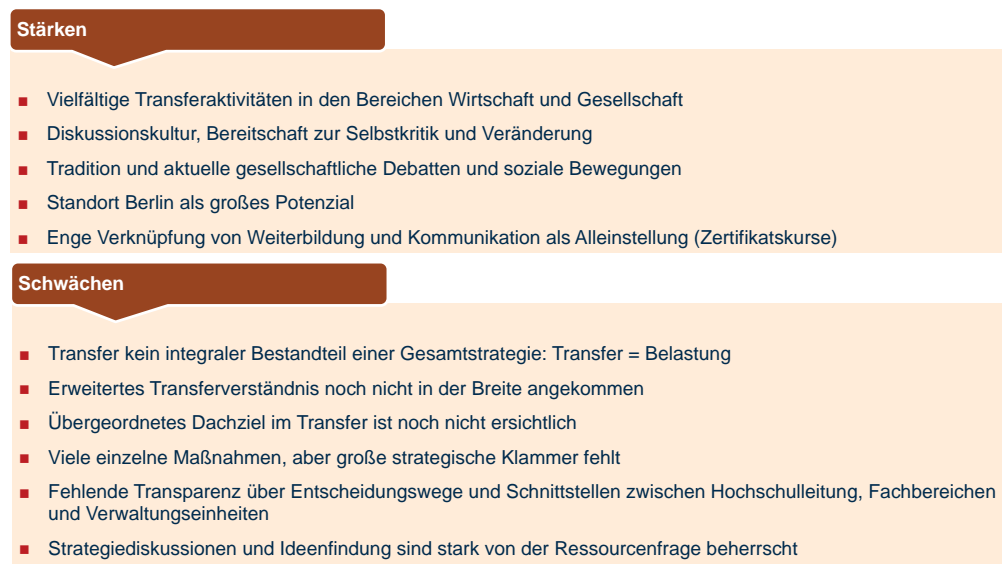 Stärken
■ Vielfältige Transferaktivitäten in den Bereichen Wirtschaft und Gesellschaft
■ Diskussionskultur, Bereitschaft zur Selbstkritik und Veränderung
■ Tradition und aktuelle gesellschaftliche Debatten und soziale Bewegungen
■ Standort Berlin als großes Potenzial
■ Enge Verknüpfung von Weiterbildung und Kommunikation als Alleinstellung (Zertifikatskurse)
Schwächen
■ Transfer kein integraler Bestandteil einer Gesamtstrategie: Transfer = Belastung
■ Erweitertes Transferverständnis noch nicht in der Breite angekommen
■ Übergeordnetes Dachziel im Transfer ist noch nicht ersichtlich
■ Viele einzelne Maßnahmen, aber große strategische Klammer fehlt
■ Fehlende Transparenz über Entscheidungswege und Schnittstellen zwischen Hochschulleitung, Fachbereichen
und Verwaltungseinheiten
■ Strategiediskussionen und Ideenfindung sind stark von der Ressourcenfrage beherrscht